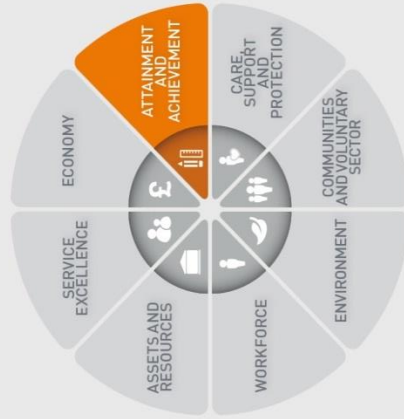 ATTAINMENT
AND
ACHIEVEMENT
CARE,
SUPPORT
AND
PROTECTION
COMMUNITIES
AND VOLUNTARY
SECTOR
ENVIRONMENT
WORKFORCE
ASSETS AND
RESOURCES
SERVICE
EXCELLENCE
ECONOMY
£